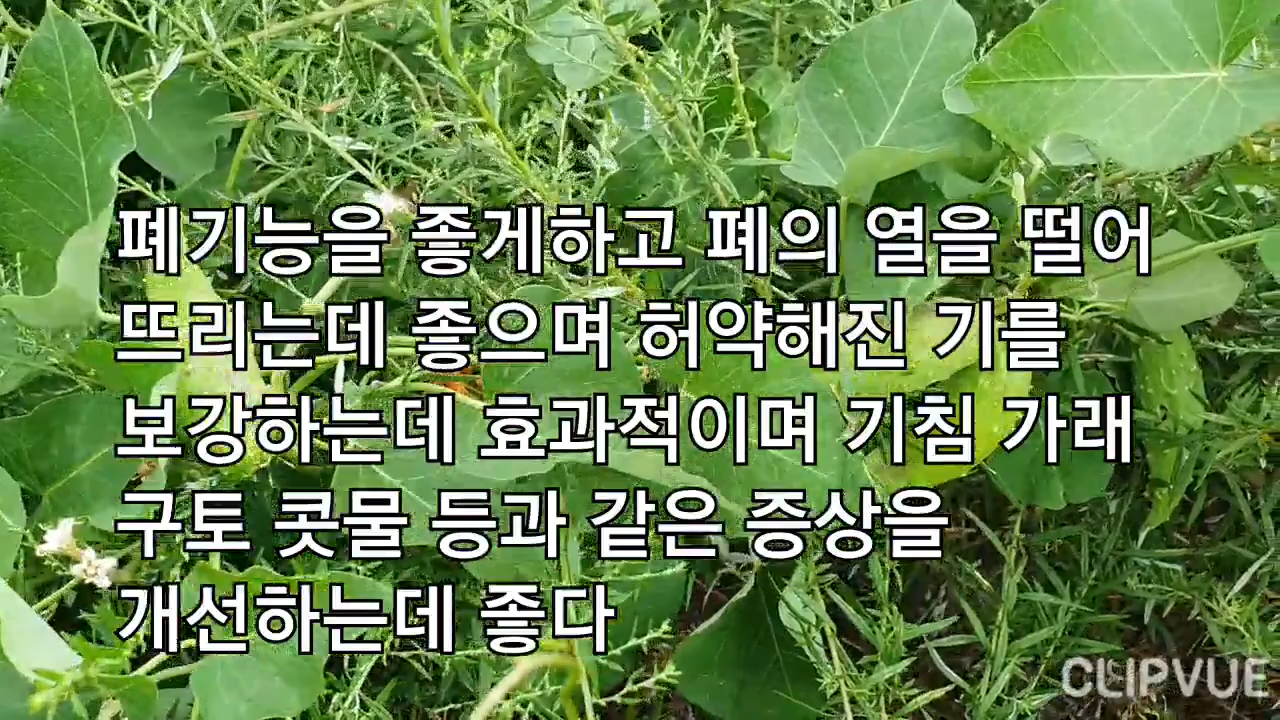 폐기능을 좋게하고 폐의 열을 떨어
뜨리는데 좋으며 허약해진 기를
보강하는데 효과적이며 기침 가래
구토 콧물 등과 같은 증상을
개선하는데 좋다
CLIPVUE